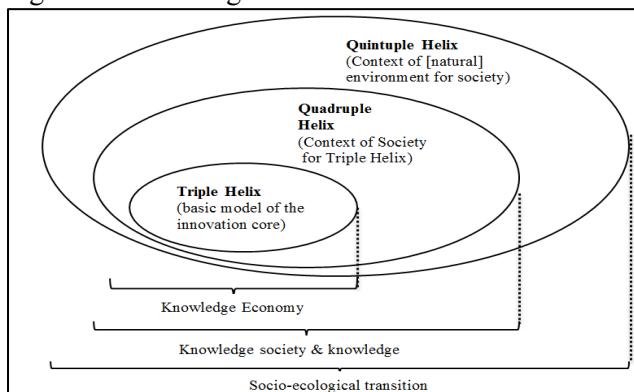 Quintuple Helix
(Context of [natural]
environment for society)
Quadruple
Helix
(Context of Society
for Triple Helix)
Triple Helix
(basic model of the
innovation core)
Knowledge Economy
Knowledge society & knowledge
Socio-ecological transition